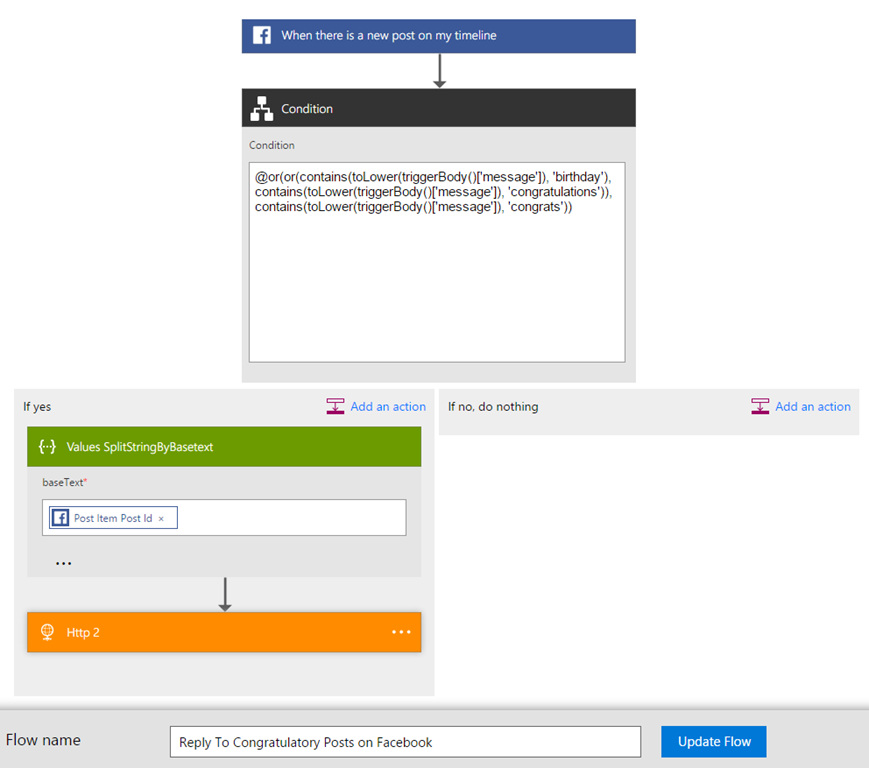 When there is a new post on my timeline
Condition
Condition
@or(or(contains(toLower(triggerBody()['message']), 'birthday'),
contains(toLower(triggerBody()['message']), 'congratulations')),
contains(toLower(triggerBody()['message']), 'congrats'))
If yes
Add an action
If no, do nothing
Add an action
Values SplitStringByBasetext
baseText*
Post Item Post Id ×
...
Http 2
...
Flow name
Reply To Congratulatory Posts on Facebook
Update Flow